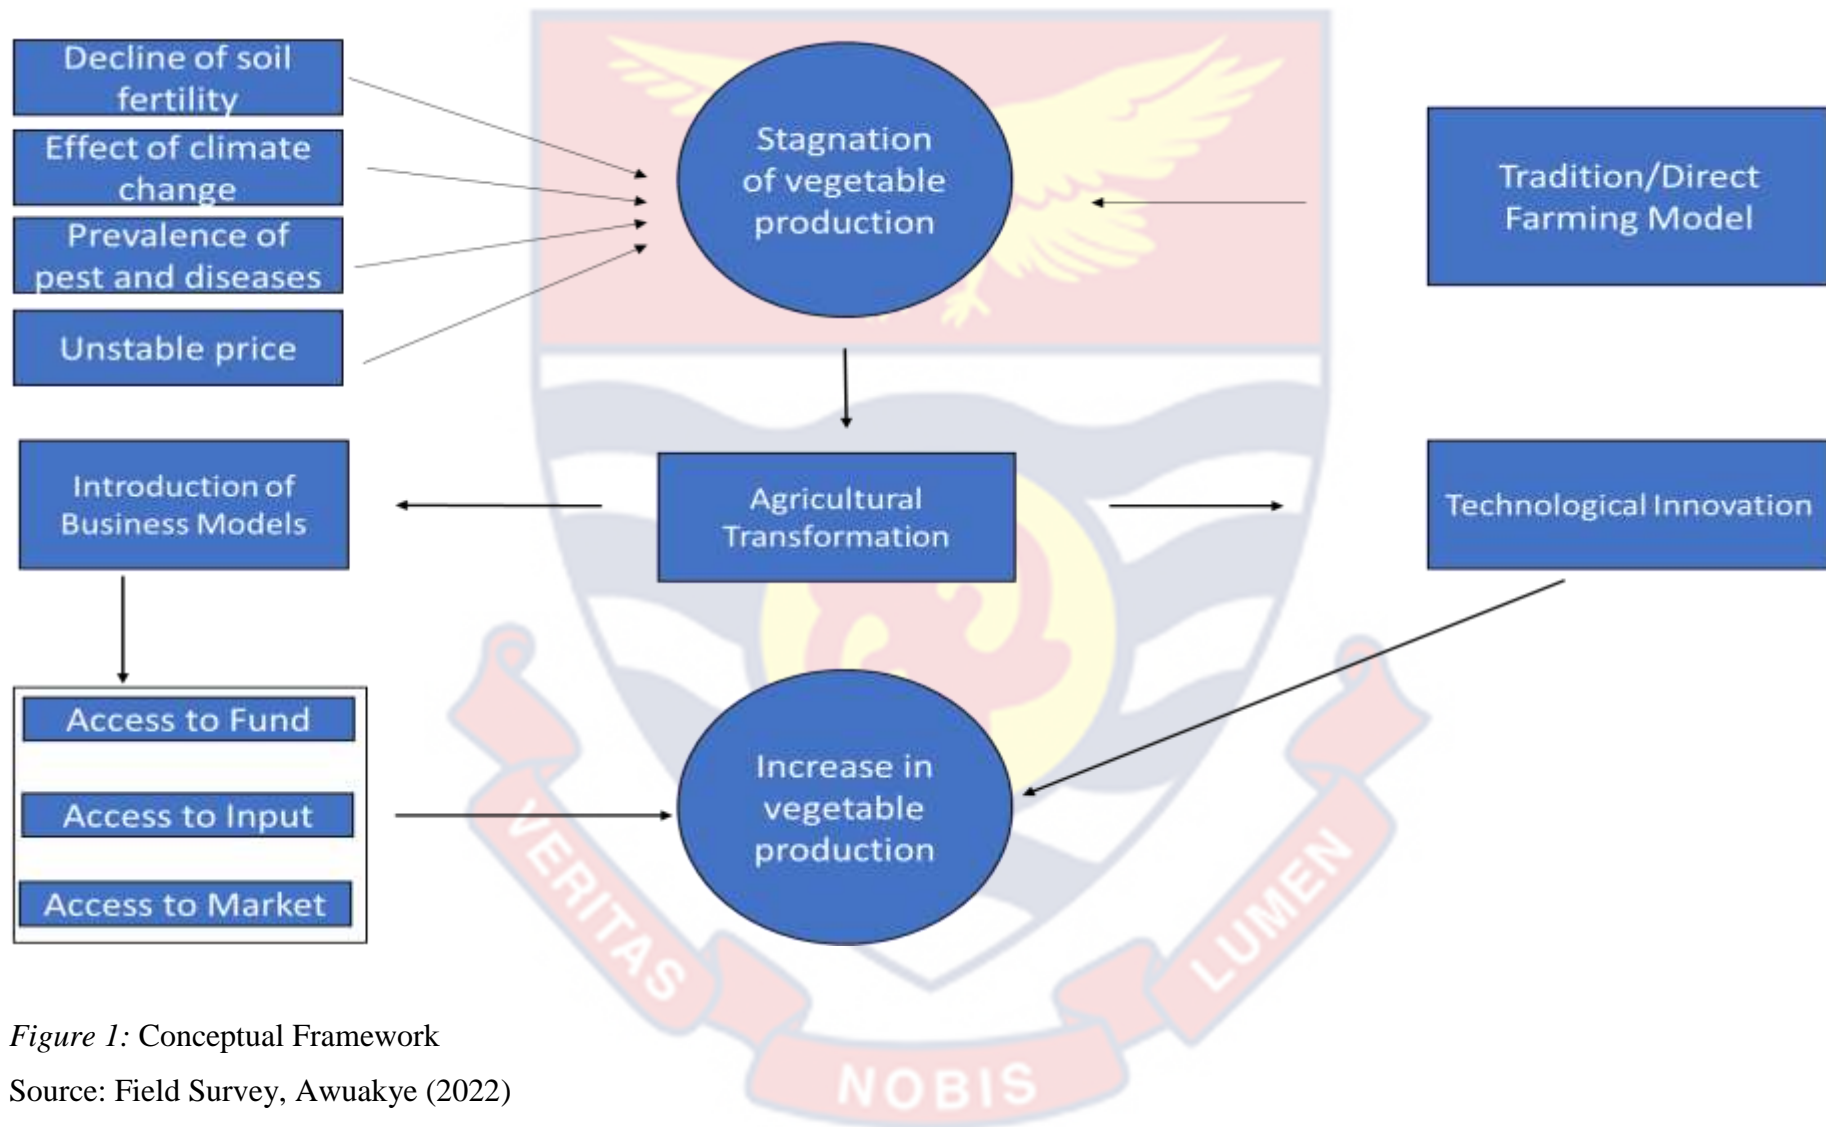 Decline of soil
fertility
Effect of climate
change
Prevalence of
pest and diseases
Unstable price
Stagnation
of vegetable
production
Tradition/Direct
Farming Model
Introduction of
Business Models
Agricultural
Transformation
Technological Innovation
Access to Fund
Access to Input
Access to Market
Increase in
vegetable
production
VERITAS
NOBIS
LUMEN
Figure 1: Conceptual Framework
Source: Field Survey, Awuakye (2022)